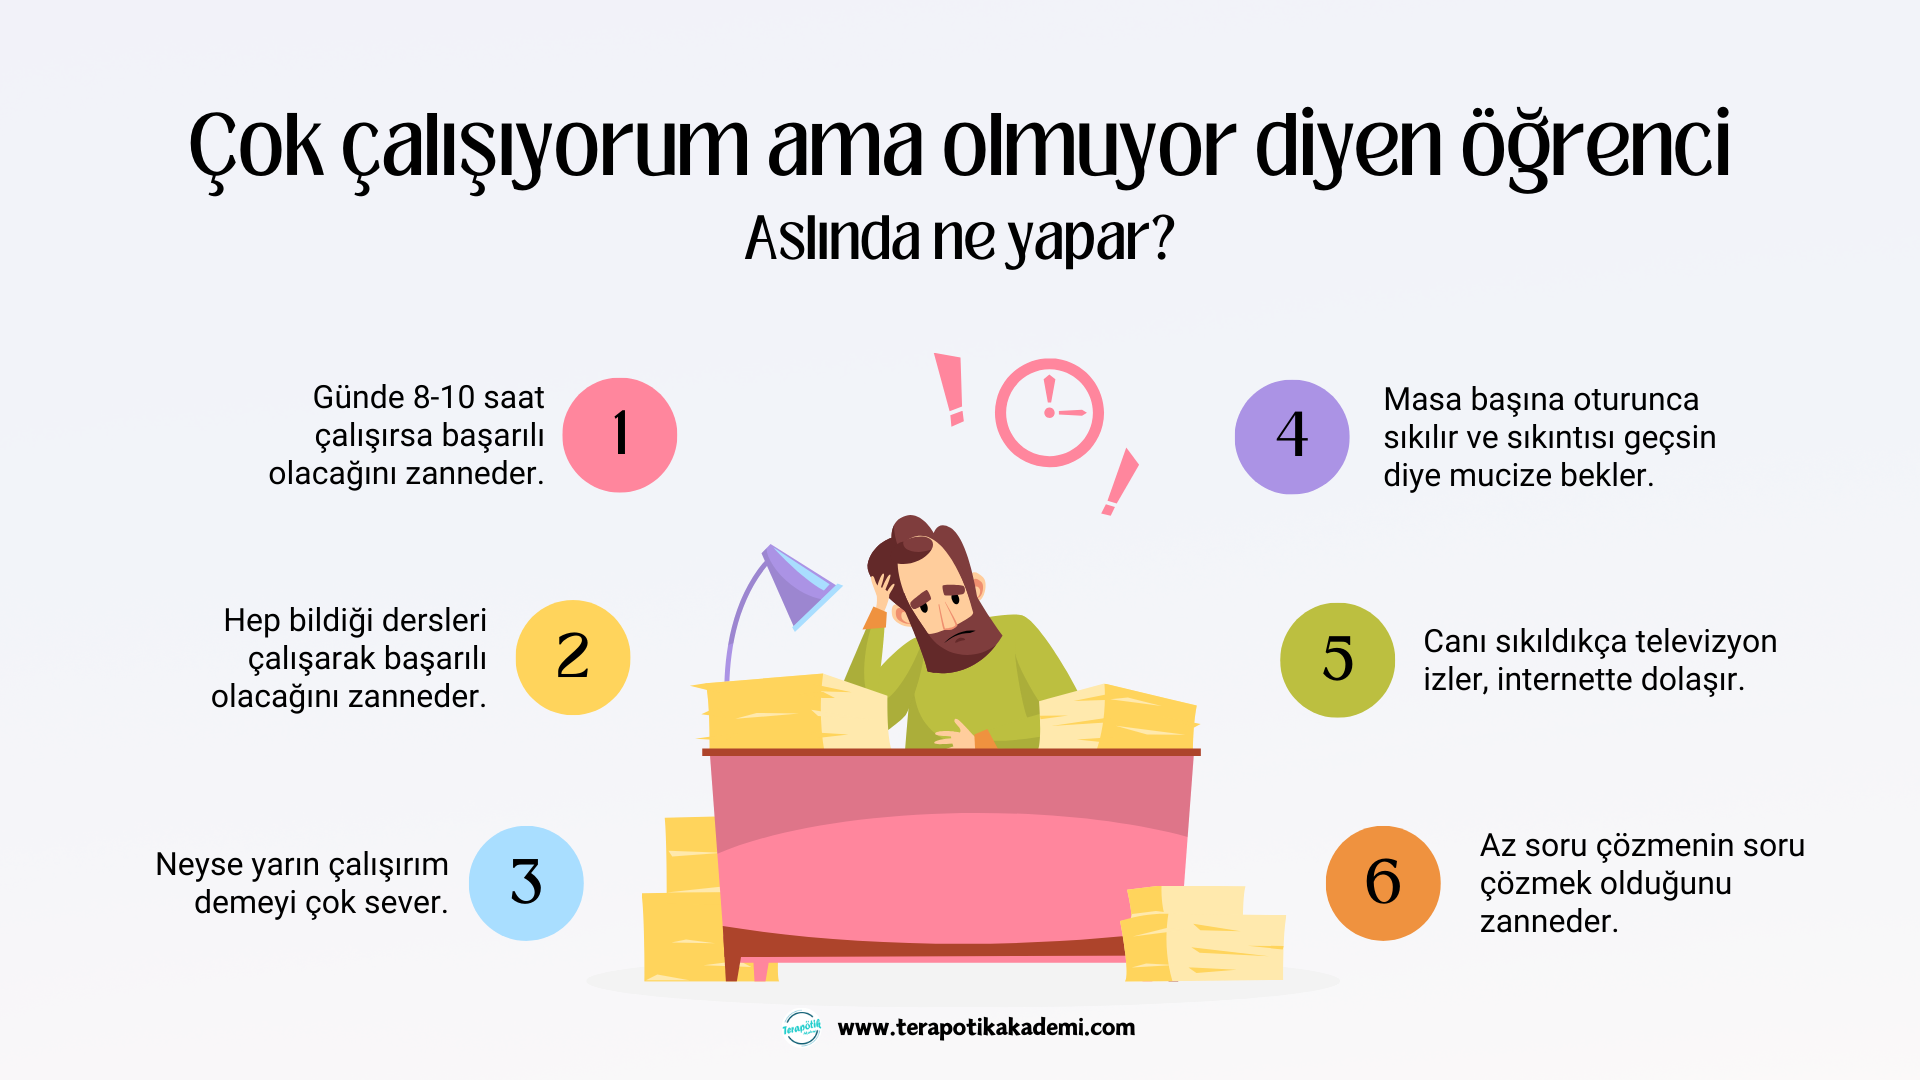 Çok çalışıyorum ama olmuyor diyen öğrenci
Aslında ne yapar?
Günde 8-10 saat
çalışırsa başarılı
olacağını zanneder.
1
Hep bildiği dersleri
çalışarak başarılı
olacağını zanneder.
2
Neyse yarın çalışırım
demeyi çok sever.
3
4
Masa başına oturunca
sıkılır ve sıkıntısı geçsin
diye mucize bekler.
5
Canı sıkıldıkça televizyon
izler, internette dolaşır.
6
Az soru çözmenin soru
çözmek olduğunu
zanneder.
Terapötik
www.terapotikakademi.com